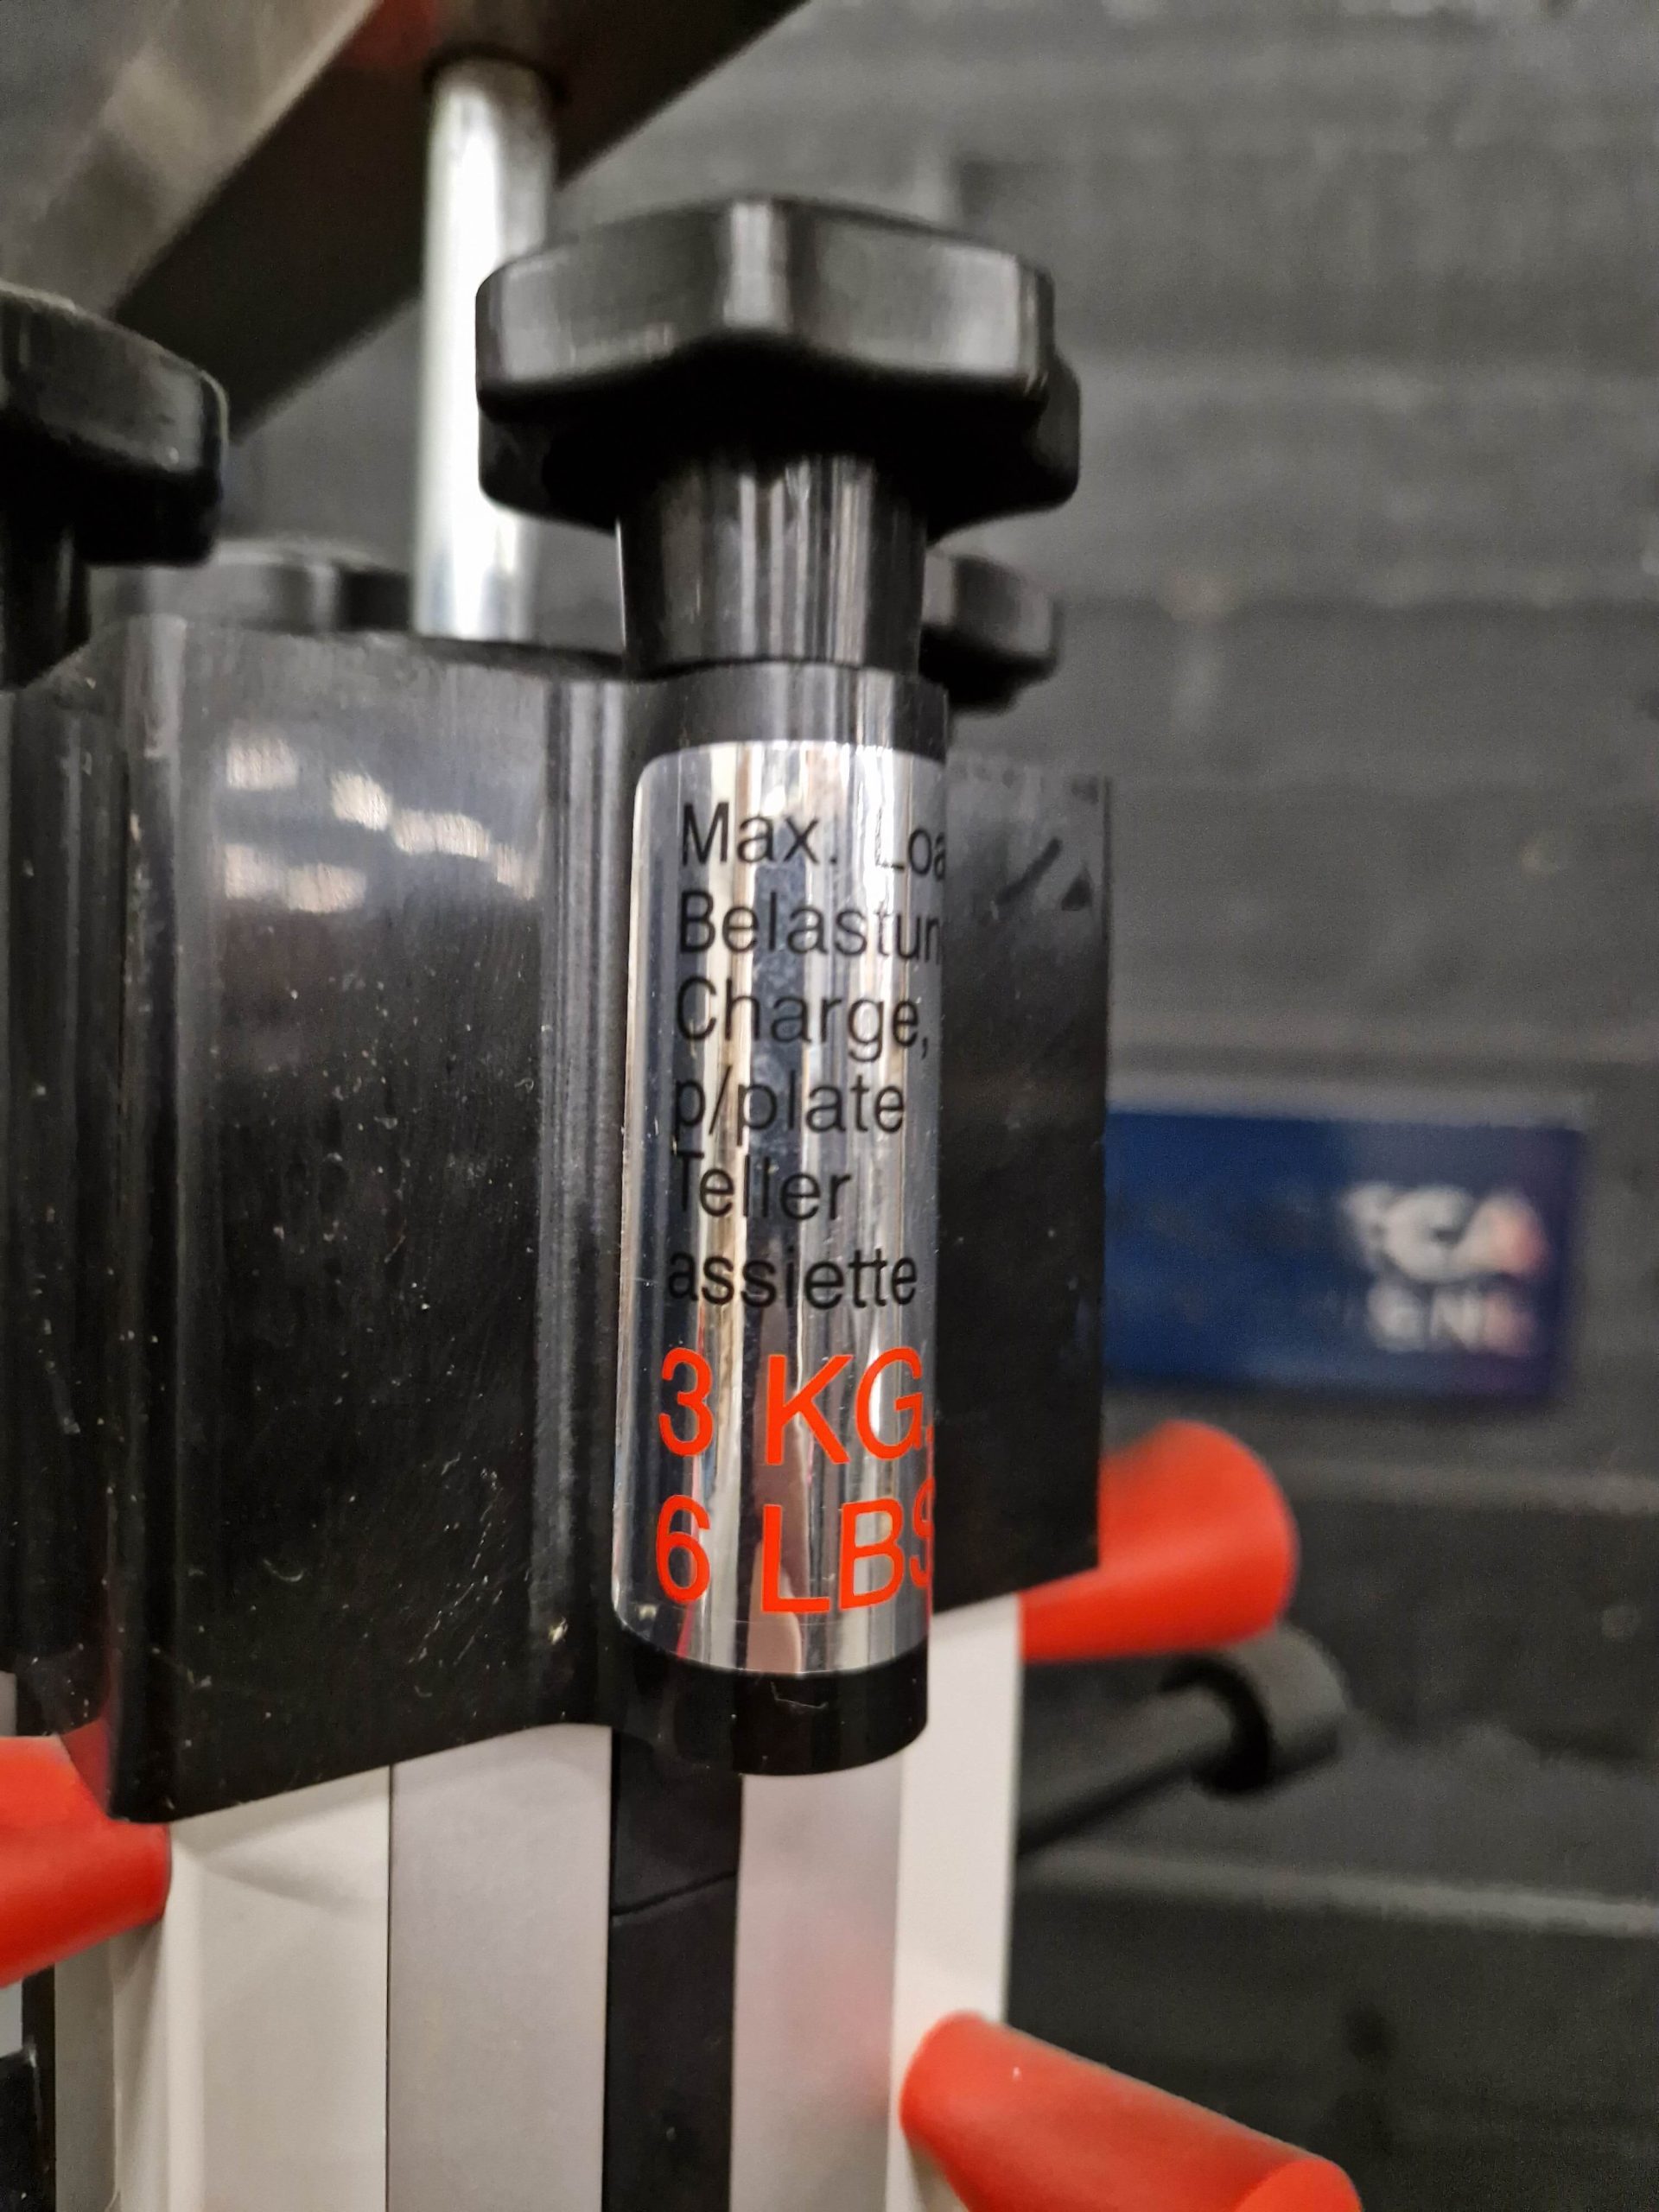 Max. Loa
Belastun
Charge,
p/plate
Teller
assiette
3 KG.
6 LBS